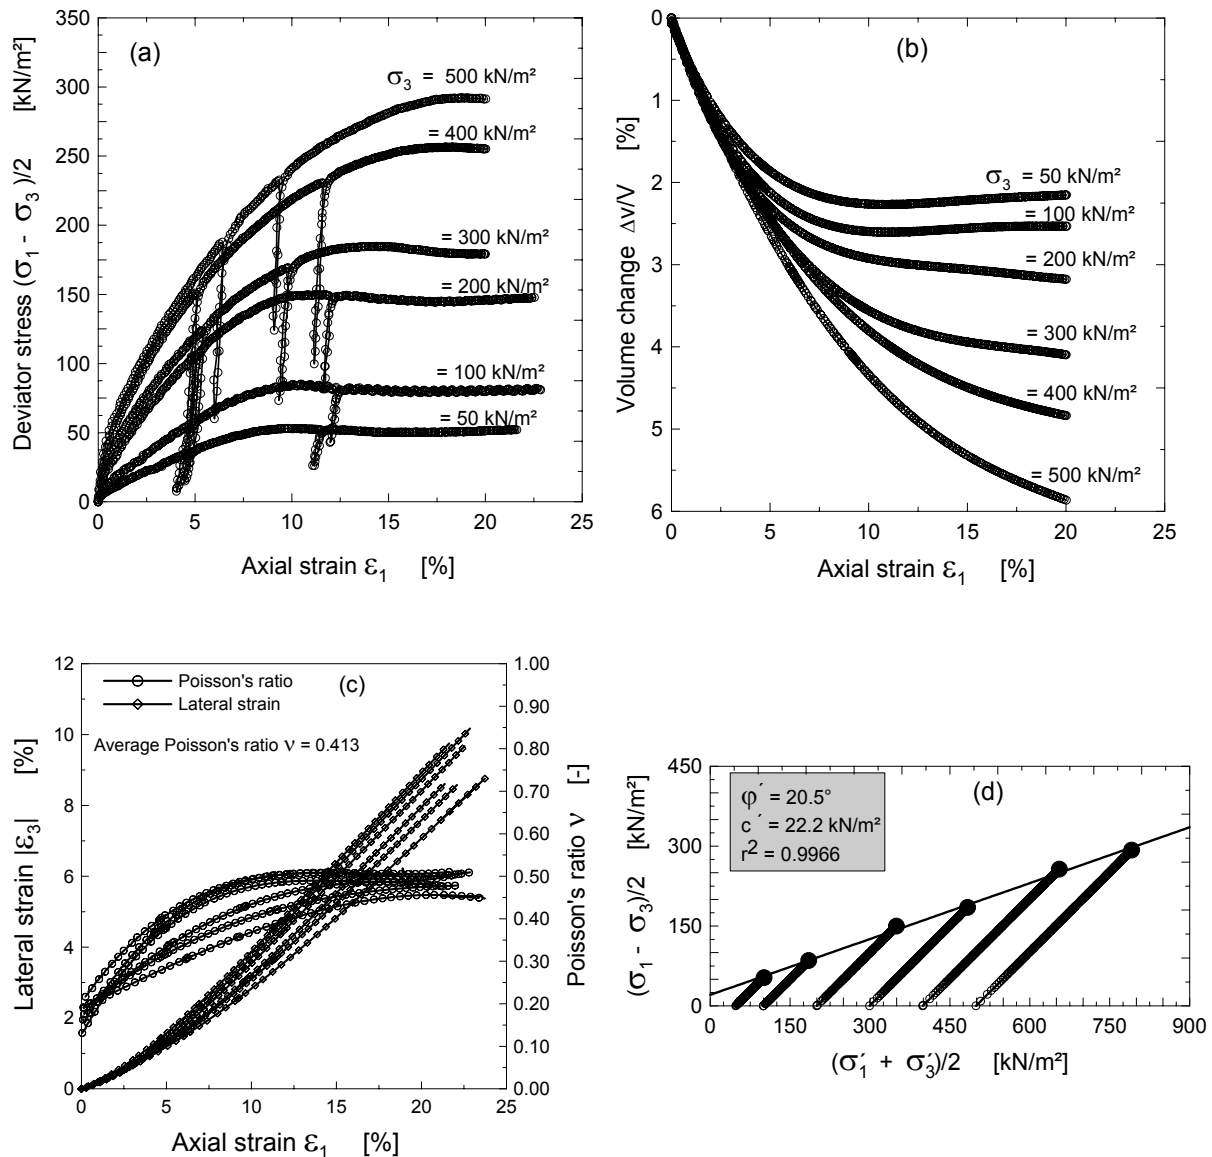 (a)
Deviator stress (σ1 - σ3)/2 [kN/m²]
350
300
250
200
150
100
50
0
σ3 = 500 kN/m²
= 400 kN/m²
= 300 kN/m²
= 200 kN/m²
= 100 kN/m²
= 50 kN/m²
0 5 10 15 20 25
Axial strain ε1 [%]
(b)
Volume change Δv/V [%]
0
1
2
3
4
5
6
σ3 = 50 kN/m²
= 100 kN/m²
= 200 kN/m²
= 300 kN/m²
= 400 kN/m²
= 500 kN/m²
0 5 10 15 20 25
Axial strain ε1 [%]
(c)
Lateral strain |ε3| [%]
12
10
8
6
4
2
0
Poisson's ratio
Lateral strain
Average Poisson's ratio ν = 0.413
1.00
0.90
0.80
0.70
0.60
0.50
0.40
0.30
0.20
0.10
0.00
Poisson's ratio ν [-]
0 5 10 15 20 25
Axial strain ε1 [%]
(d)
(σ1 - σ3)/2 [kN/m²]
450
300
150
0
φ´ = 20.5°
c´ = 22.2 kN/m²
r2 = 0.9966
0 150 300 450 600 750 900
(σ´1 + σ´3)/2 [kN/m²]